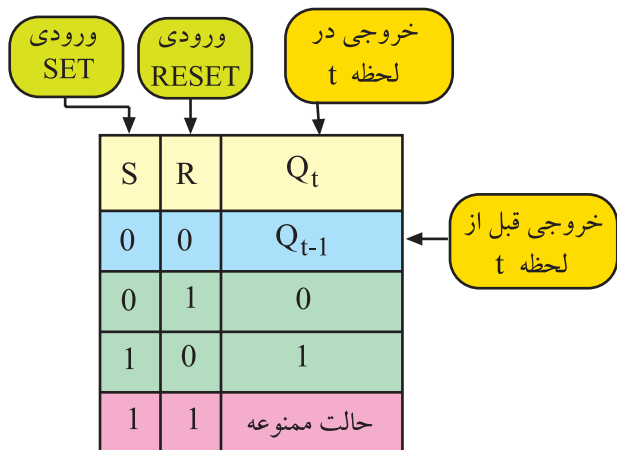 ورودی
SET
ورودی
RESET
خروجی در
لحظه t
S R Qt
0 0 Qt-1
خروجی قبل از
لحظه t
0 1 0
1 0 1
1 1 حالت ممنوعه